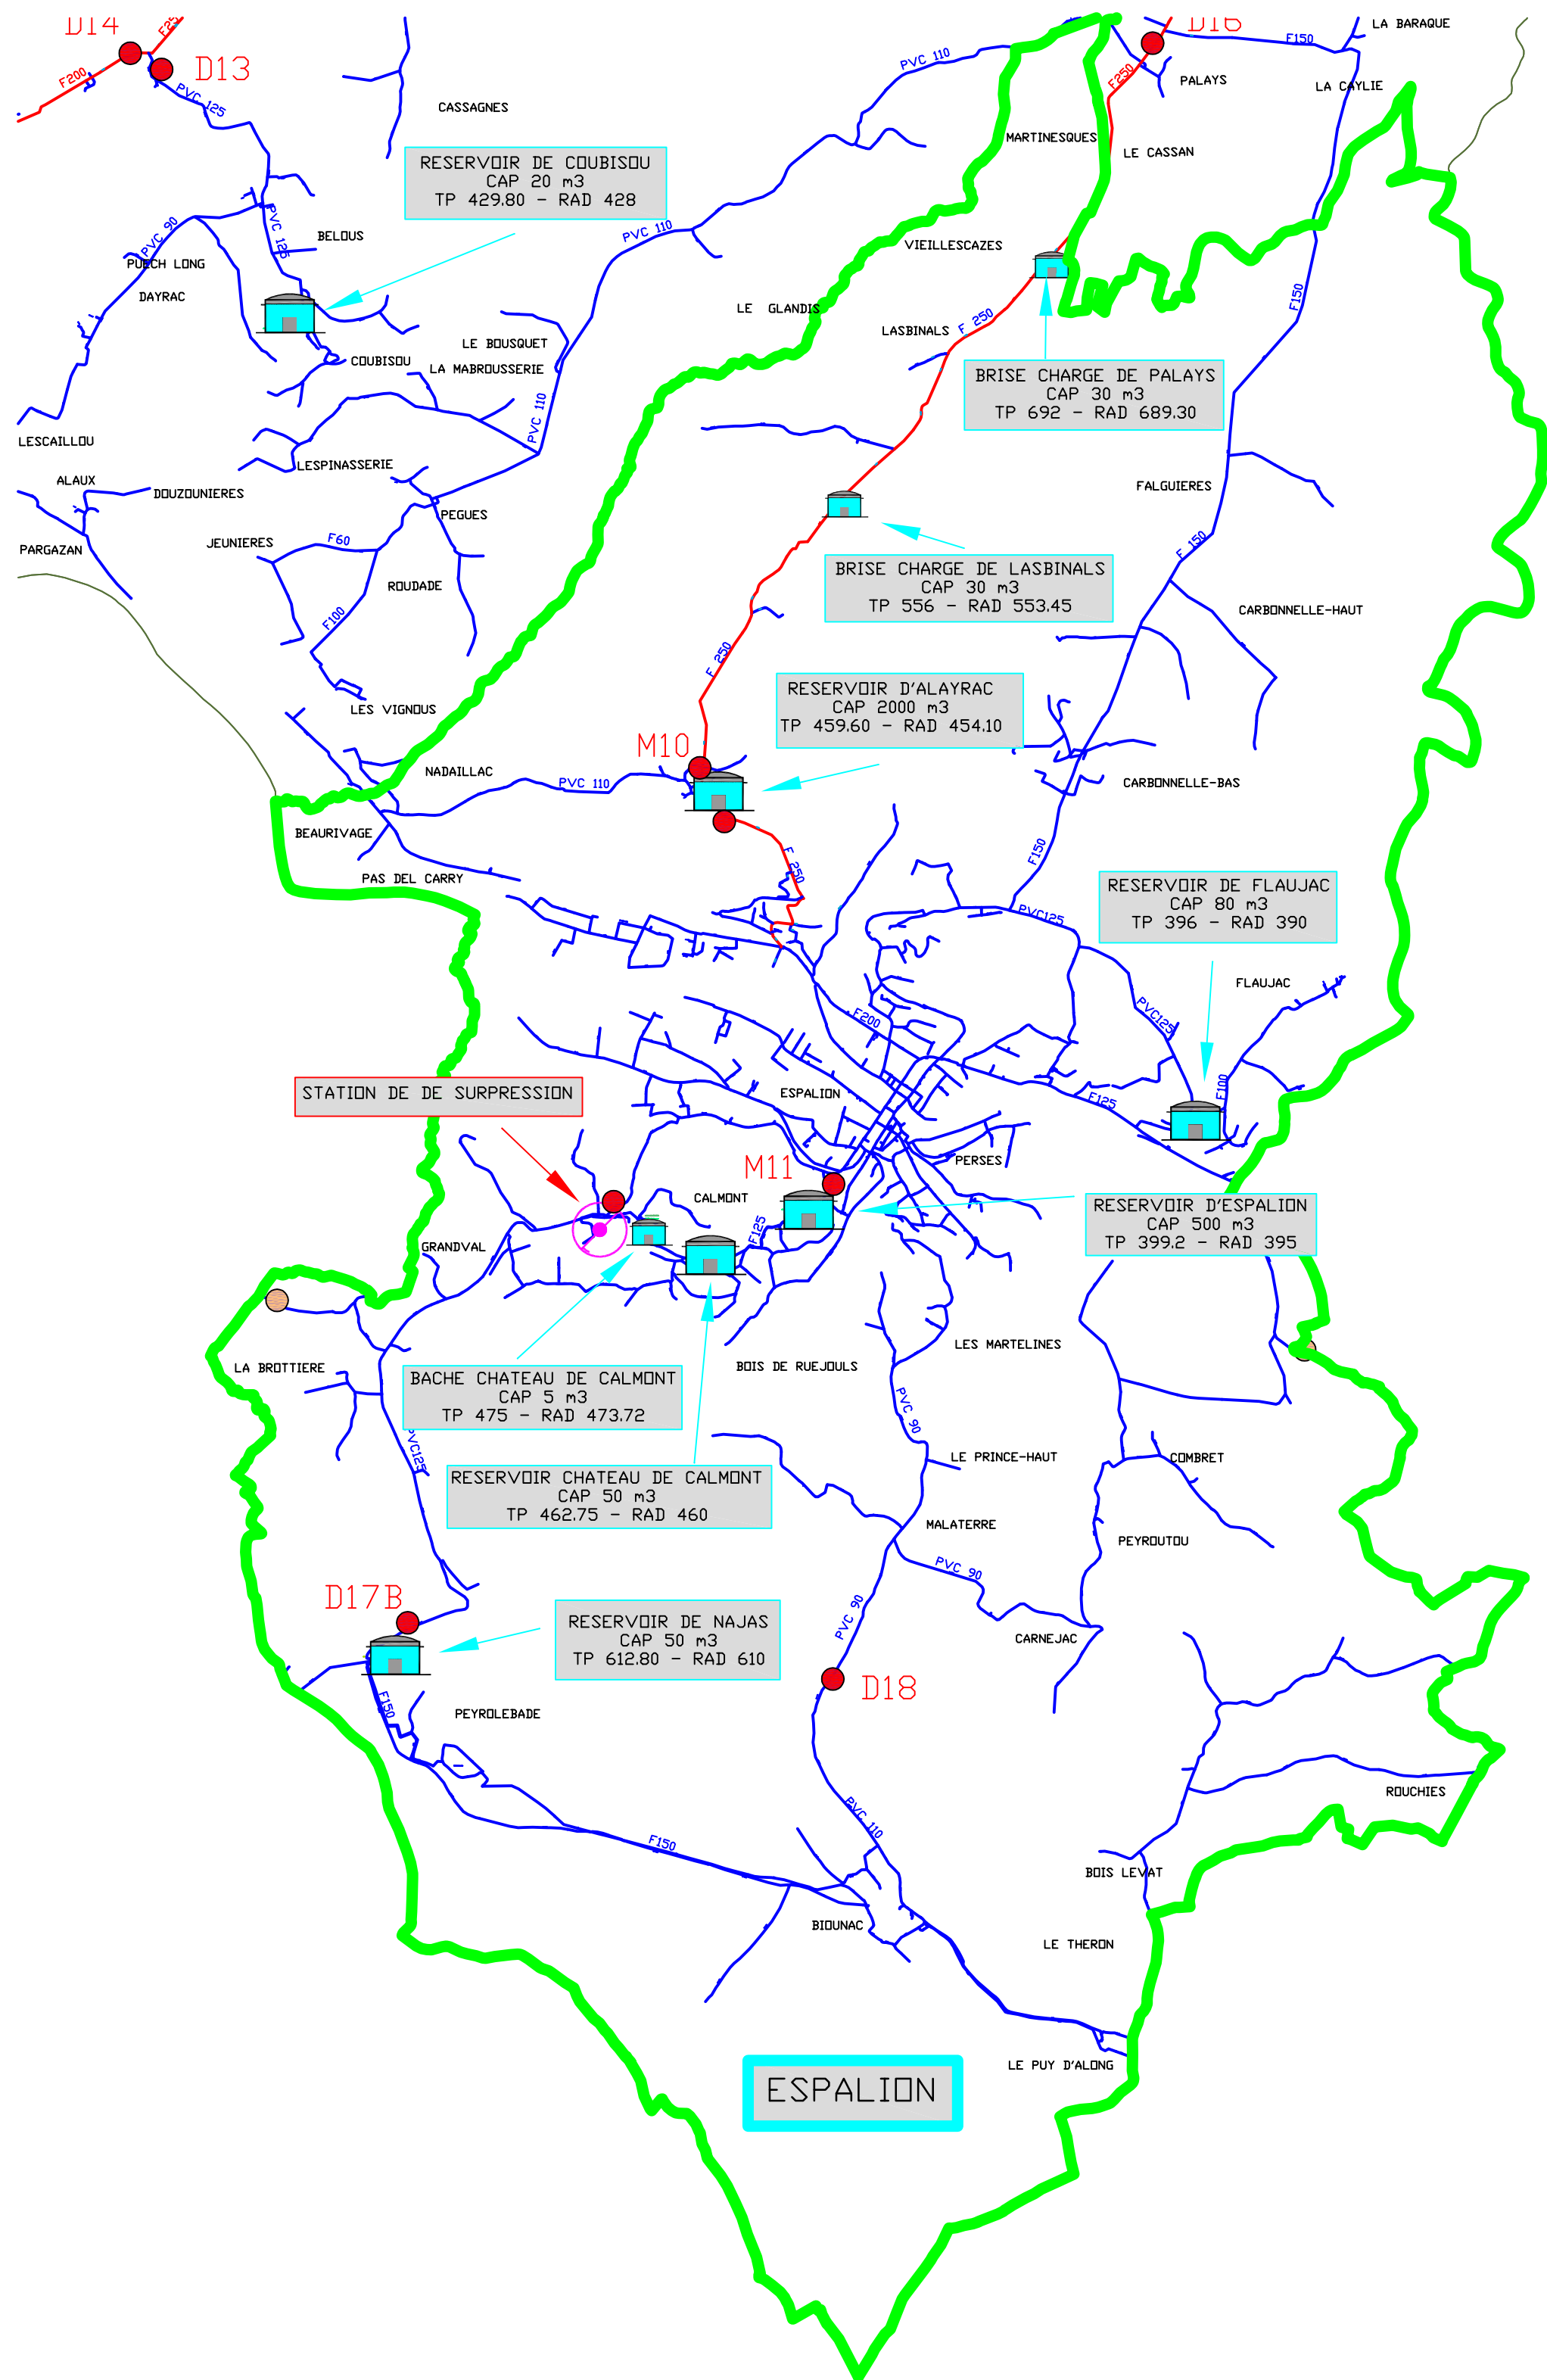 D14
F25
D16
F150
LA BARAQUE
D13
F200
PVC 125
PVC 110
PALAYS
F250
LA CAYLIE
CASSAGNES
MARTINESQUES
LE CASSAN
RESERVOIR DE COUBISOU
CAP 20 m3
TP 429.80 - RAD 428
PVC 90
PVC 125
BELOUS
PVC 110
VIEILLESCAZES
PUECH LONG
DAYRAC
F150
LE GLANDIS
F 250
LASBINALS
LE BOUSQUET
COUBISOU
LA MABROUSSERIE
BRISE CHARGE DE PALAYS
CAP 30 m3
TP 692 - RAD 689.30
PVC 110
LESCAILLOU
LESPINASSERIE
ALAUX
DOUZOUNIERES
FALGUIERES
PEGUES
PARGAZAN
JEUNIERES
F60
F 150
ROUDADE
BRISE CHARGE DE LASBINALS
CAP 30 m3
TP 556 - RAD 553.45
CARBONNELLE-HAUT
F100
F 250
LES VIGNOUS
RESERVOIR D'ALAYRAC
CAP 2000 m3
TP 459.60 - RAD 454.10
M10
NADAILLAC
PVC 110
CARBONNELLE-BAS
BEAURIVAGE
F150
F 250
PAS DEL CARRY
RESERVOIR DE FLAUJAC
CAP 80 m3
TP 396 - RAD 390
PVC125
FLAUJAC
F200
PVC125
STATION DE DE SURPRESSION
ESPALION
F125
F100
M11
PERSES
CALMONT
RESERVOIR D'ESPALION
CAP 500 m3
TP 399.2 - RAD 395
F125
GRANDVAL
LES MARTELINES
LA BROTTIERE
BOIS DE RUEJOULS
BACHE CHATEAU DE CALMONT
CAP 5 m3
TP 475 - RAD 473.72
PVC 90
PVC125
LE PRINCE-HAUT
COMBRET
RESERVOIR CHATEAU DE CALMONT
CAP 50 m3
TP 462.75 - RAD 460
MALATERRE
PEYROUTOU
PVC 90
D17B
RESERVOIR DE NAJAS
CAP 50 m3
TP 612.80 - RAD 610
PVC 90
CARNEJAC
D18
F150
PEYROLEBADE
ROUCHIES
PVC 110
F150
BOIS LEVAT
BIOUNAC
LE THERON
LE PUY D'ALONG
ESPALION